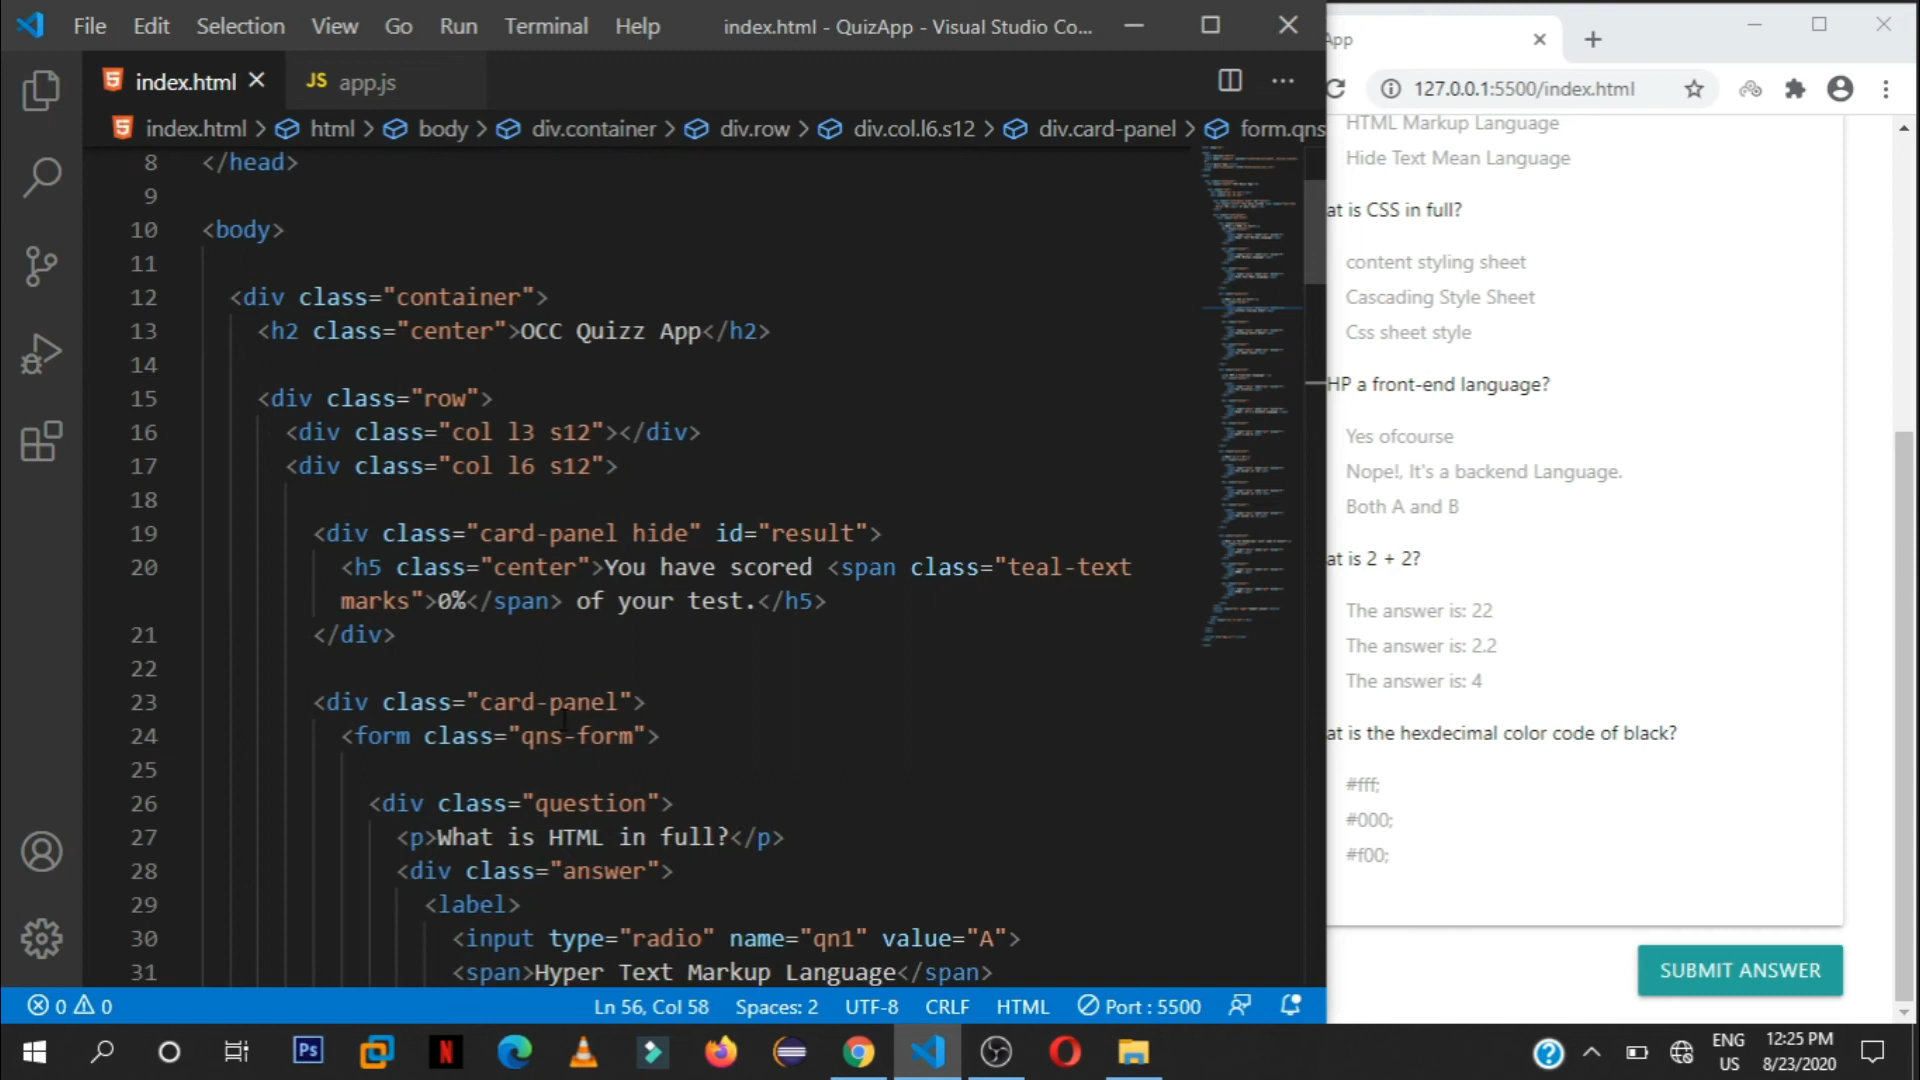 File Edit Selection View Go Run Terminal Help index.html - QuizApp - Visual Studio Co...
index.html
JS app.js
index.html > html > body > div.container > div.row > div.col.l6.s12 > div.card-panel > form.qns
8 </head>
9
10 <body>
11
12 <div class="container">
13 <h2 class="center">OCC Quizz App</h2>
14
15 <div class="row">
16 <div class="col l3 s12"></div>
17 <div class="col l6 s12">
18
19 <div class="card-panel hide" id="result">
20 <h5 class="center">You have scored <span class="teal-text
marks">0%</span> of your test.</h5>
21 </div>
22
23 <div class="card-panel">
24 <form class="qns-form">
25
26 <div class="question">
27 <p>What is HTML in full?</p>
28 <div class="answer">
29 <label>
30 <input type="radio" name="qn1" value="A">
31 <span>Hyper Text Markup Language</span>
0 0 Ln 56, Col 58 Spaces: 2 UTF-8 CRLF HTML Port : 5500
App
127.0.0.1:5500/index.html
HTML Markup Language
Hide Text Mean Language
at is CSS in full?
content styling sheet
Cascading Style Sheet
Css sheet style
HP a front-end language?
Yes ofcourse
Nope!, It's a backend Language.
Both A and B
at is 2 + 2?
The answer is: 22
The answer is: 2.2
The answer is: 4
at is the hexdecimal color code of black?
#fff;
#000;
#f00;
SUBMIT ANSWER
Ps
N
ENG
US
12:25 PM
8/23/2020